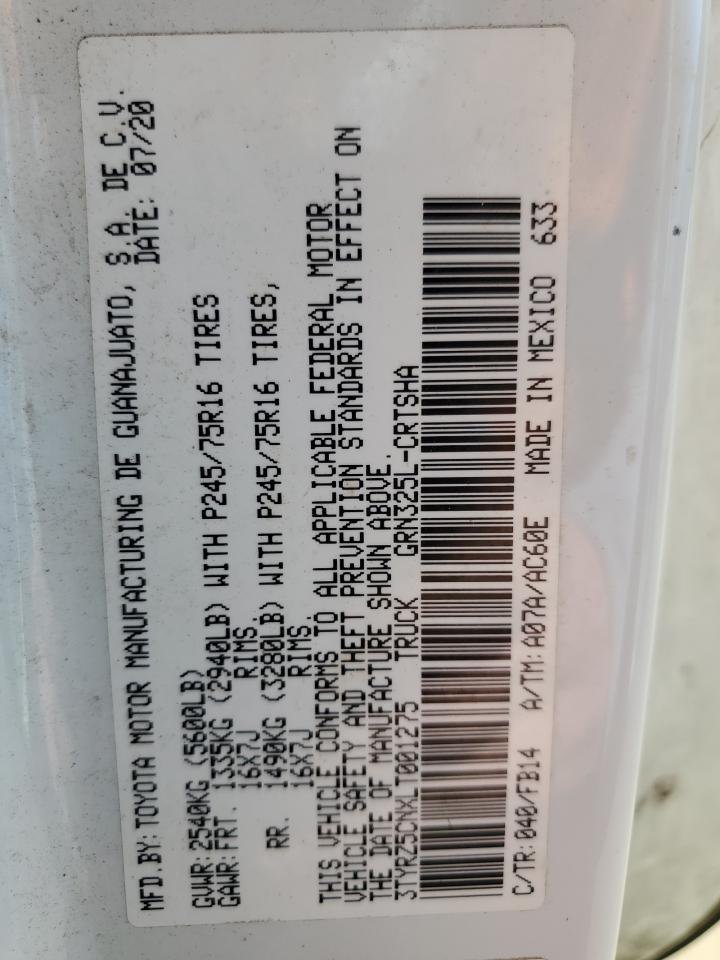 MFD.BY:TOYOTA MOTOR MANUFACTURING DE GUANAJUATO, S.A. DE C.V.
DATE: 07/20
GVWR:2540KG (5600LB)
GAWR:FRT. 1335KG (2940LB) WITH P245/75R16 TIRES
16X7J RIMS.
RR. 1490KG (3280LB) WITH P245/75R16 TIRES,
16X7J RIMS.
THIS VEHICLE CONFORMS TO ALL APPLICABLE FEDERAL MOTOR
VEHICLE SAFETY AND THEFT PREVENTION STANDARDS IN EFFECT ON
THE DATE OF MANUFACTURE SHOWN ABOVE.
3TYRZ5CNXLT001275 TRUCK GRN325L-CRTSHA
C/TR:040/FB14 A/TM:A07A/AC60E MADE IN MEXICO 633